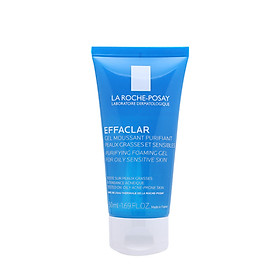 LA ROCHE-POSAY
LABORATOIRE DERMATOLOGIQUE
EFFACLAR
GEL MOUSSANT PURIFIANT
PEAUX GRASSES ET SENSIBLES
PURIFYING FOAMING GEL
FOR OILY SENSITIVE SKIN
50ml 1.69 FL.OZ.